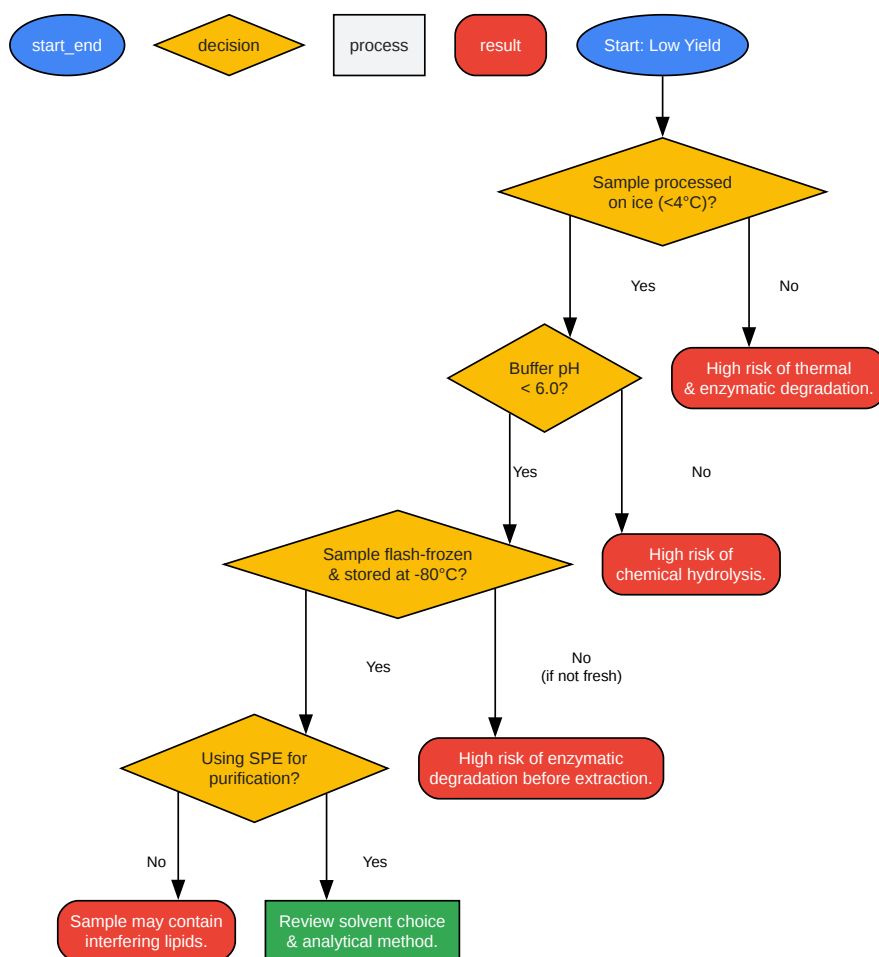 start_end
decision
process
result
Start: Low Yield
Sample processed
on ice (<4°C)?
Yes
No
Buffer pH
< 6.0?
High risk of thermal
& enzymatic degradation.
Yes
No
Sample flash-frozen
& stored at -80°C?
High risk of
chemical hydrolysis.
Yes
No
(if not fresh)
Using SPE for
purification?
High risk of enzymatic
degradation before extraction.
No
Yes
Sample may contain
interfering lipids.
Review solvent choice
& analytical method.